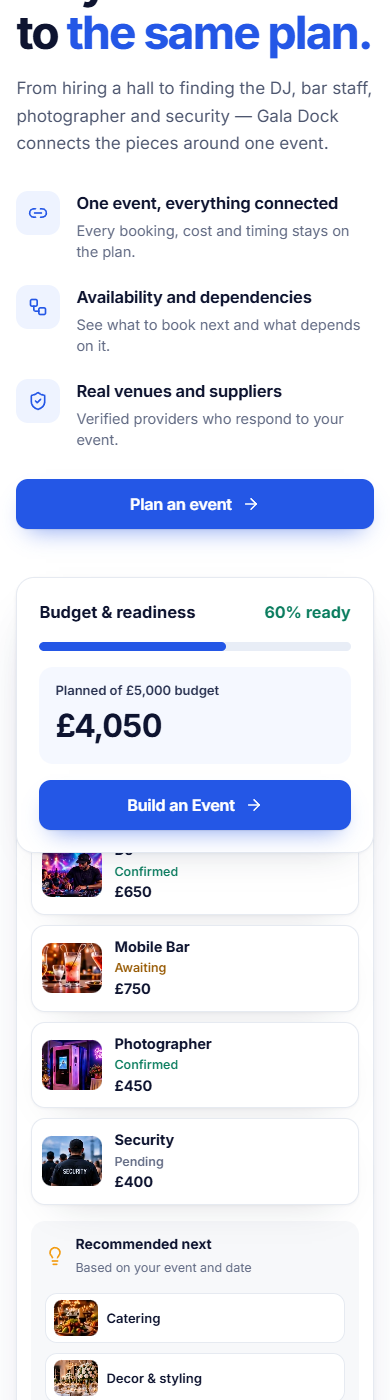 to the same plan.
From hiring a hall to finding the DJ, bar staff,
photographer and security — Gala Dock
connects the pieces around one event.
One event, everything connected
Every booking, cost and timing stays on
the plan.
Availability and dependencies
See what to book next and what depends
on it.
Real venues and suppliers
Verified providers who respond to your
event.
Plan an event
Budget & readiness
60% ready
Planned of £5,000 budget
£4,050
Build an Event
Confirmed
£650
Mobile Bar
Awaiting
£750
Photographer
Confirmed
£450
SECURITY
Security
Pending
£400
Recommended next
Based on your event and date
Catering
Decor & styling